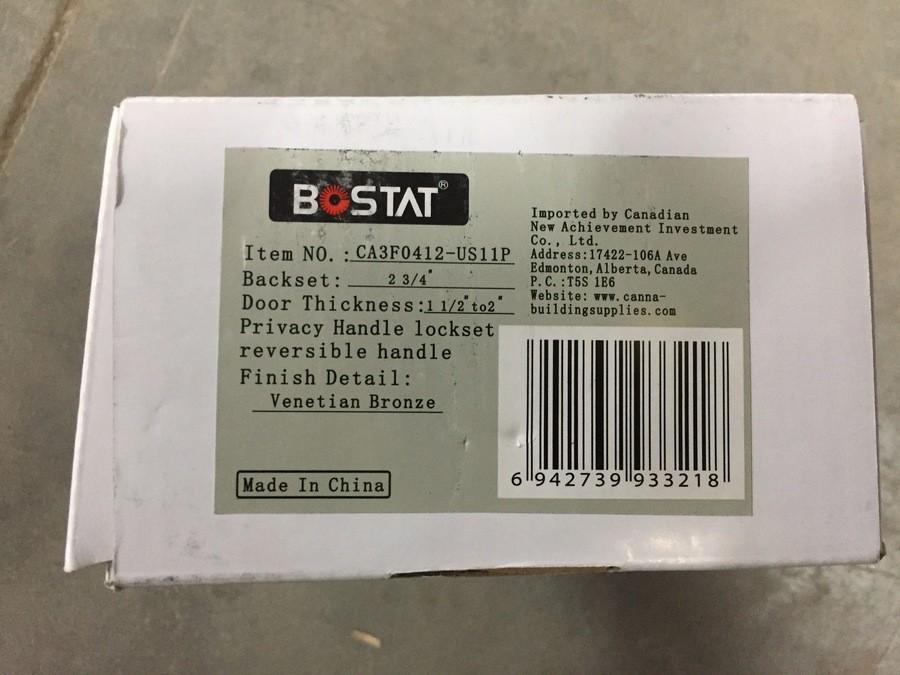 BOSTAT®
Item NO.: CA3F0412-US11P
Backset: 2 3/4"
Door Thickness: 1 1/2"to2"
Privacy Handle lockset
reversible handle
Finish Detail:
Venetian Bronze
Made In China
Imported by Canadian
New Achievement Investment
Co., Ltd.
Address:17422-106A Ave
Edmonton, Alberta, Canada
P.C.:T5S 1E6
Website: www.canna-
buildingsupplies.com
6 942739 933218